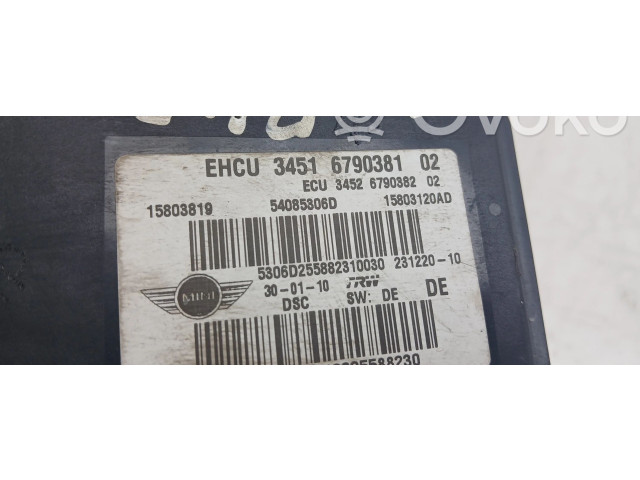 Ovoko
EHCU 3451 6790381 02
ECU 3452 6790382 02
15803819 54085306D 15803120AD
5306D255882310030 231220-10
MINI 30-01-10 TRW
DSC SW: DE DE